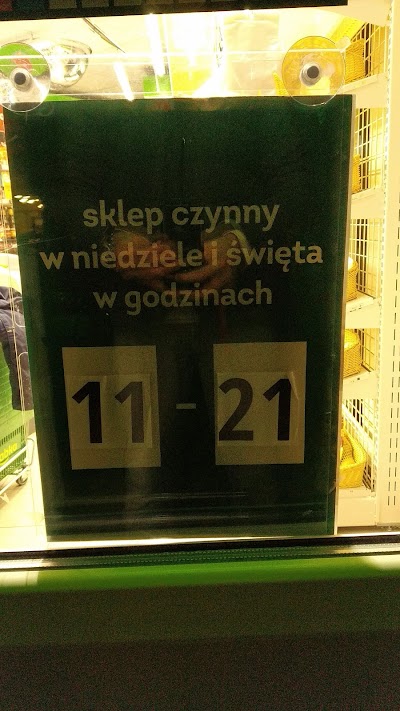 sklep czynny
w niedziele i święta
w godzinach
11 - 21